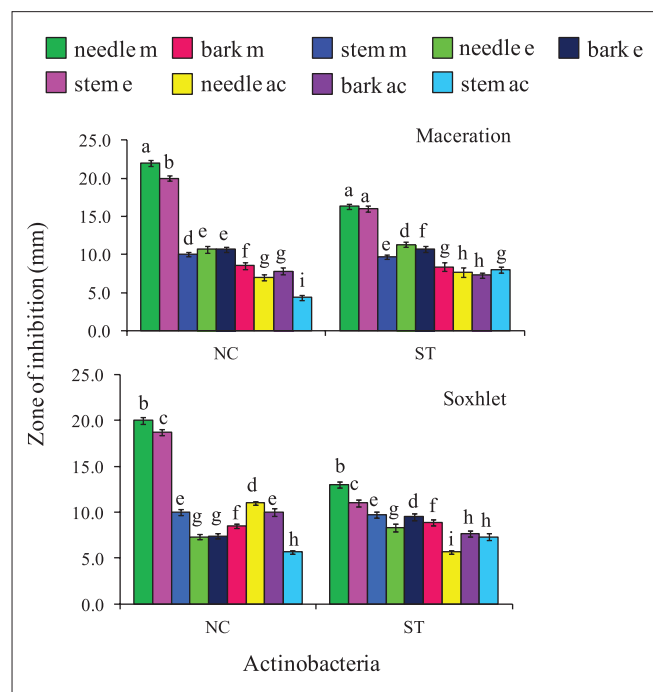 needle m bark m stem m needle e bark e
stem e needle ac bark ac stem ac
Maceration
25.0
20.0
15.0
10.0
5.0
0.0
a b d e e f g g i
a a e d f g h h g
NC ST
Zone of inhibition (mm)
Soxhlet
25.0
20.0
15.0
10.0
5.0
0.0
b c e g g f d e h
b c e g d f i h h
NC ST
Actinobacteria